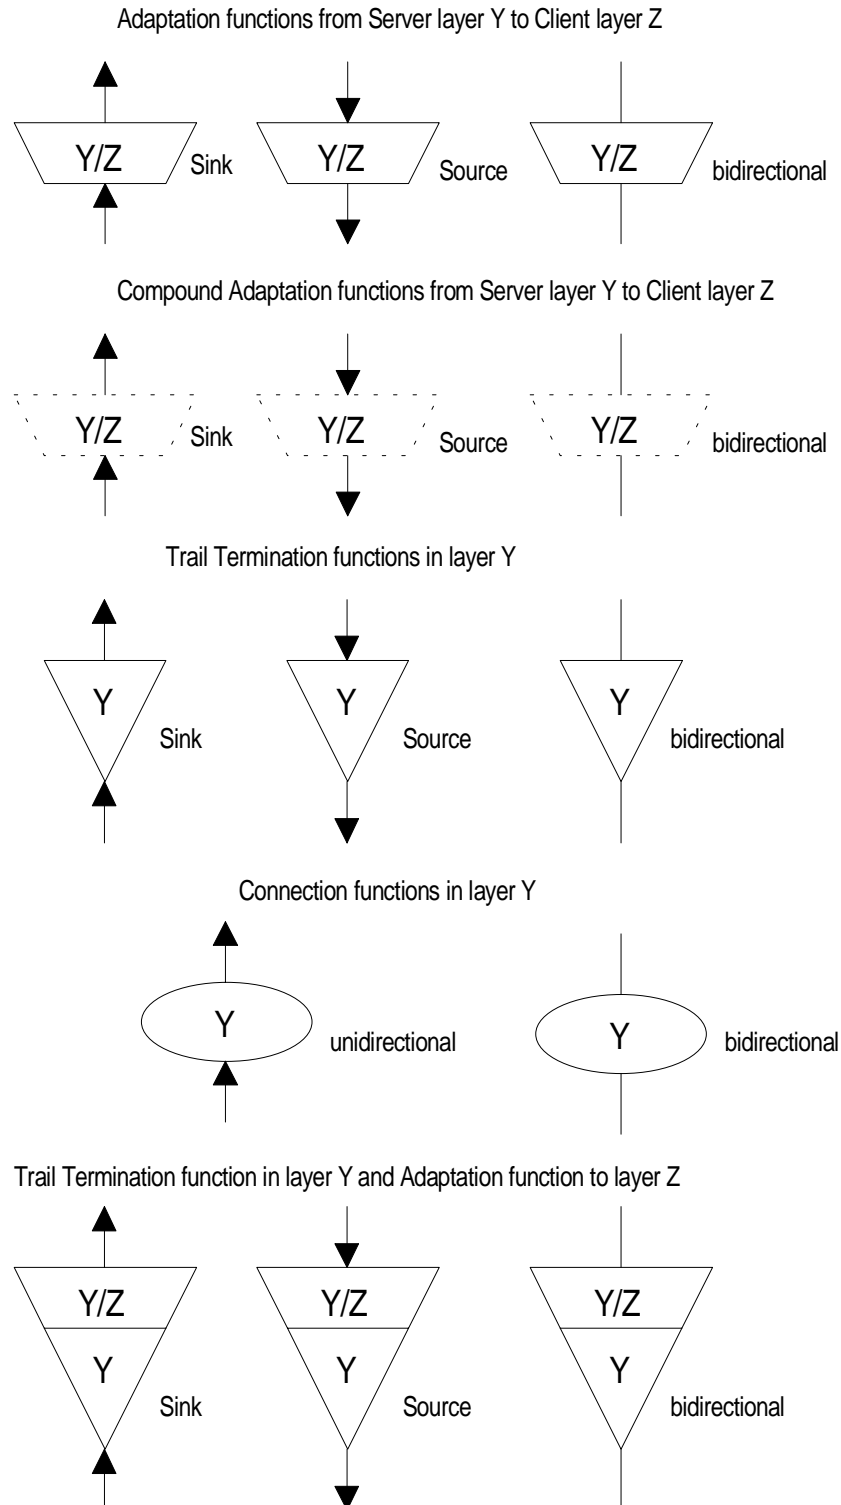 Adaptation functions from Server layer Y to Client layer Z
Y/Z Sink Y/Z Source Y/Z bidirectional
Compound Adaptation functions from Server layer Y to Client layer Z
Y/Z Sink Y/Z Source Y/Z bidirectional
Trail Termination functions in layer Y
Y Sink Y Source Y bidirectional
Connection functions in layer Y
Y unidirectional Y bidirectional
Trail Termination function in layer Y and Adaptation function to layer Z
Y/Z Y/Z Y/Z
Y Sink Y Source Y bidirectional